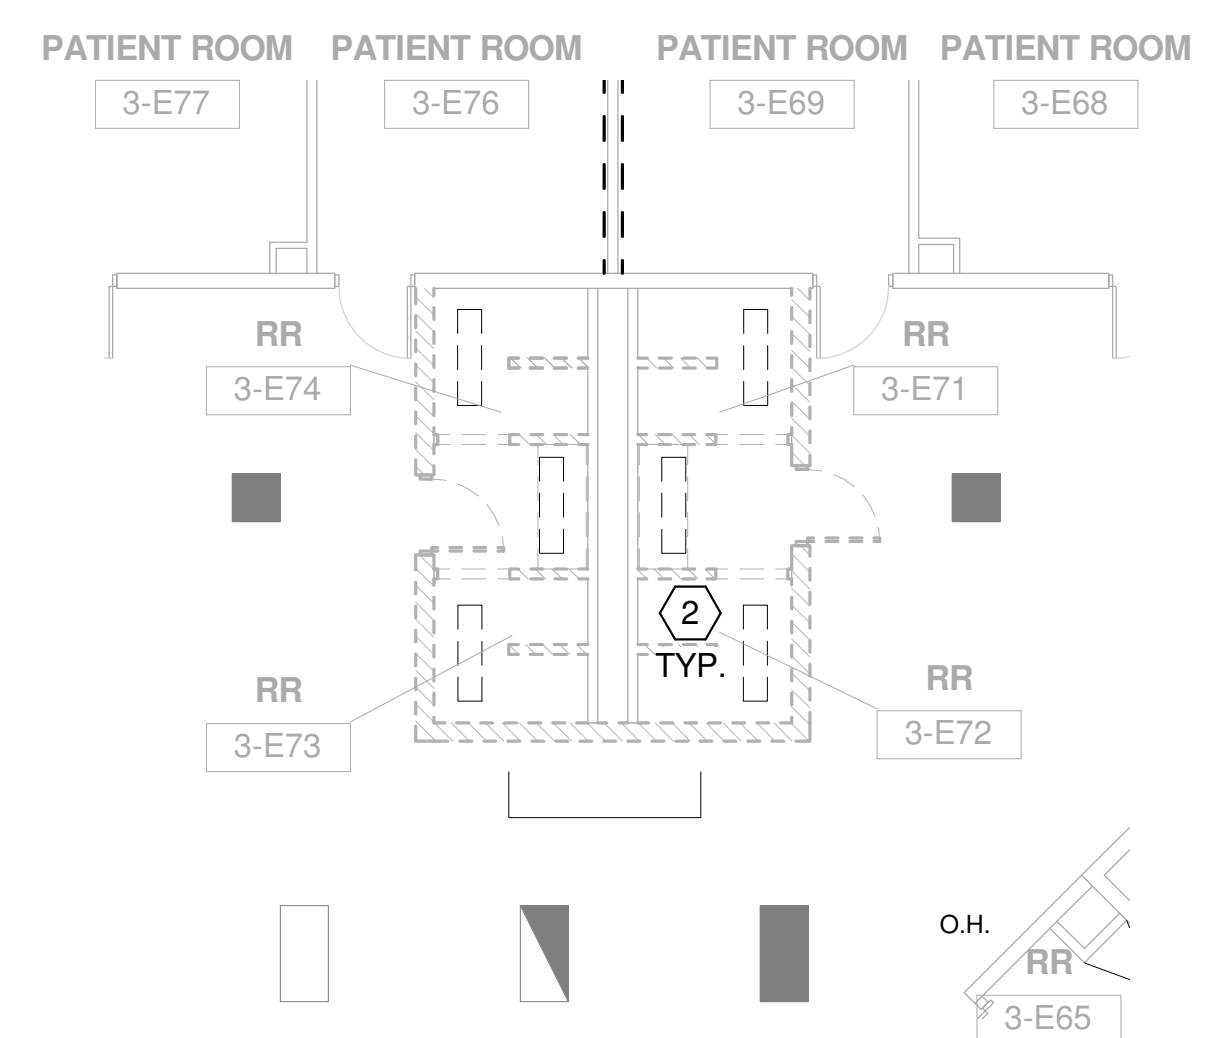 PATIENT ROOM
3-E77
PATIENT ROOM
3-E76
PATIENT ROOM
3-E69
PATIENT ROOM
3-E68
RR
3-E74
RR
3-E71
2
TYP.
RR
3-E73
RR
3-E72
O.H.
RR
3-E65